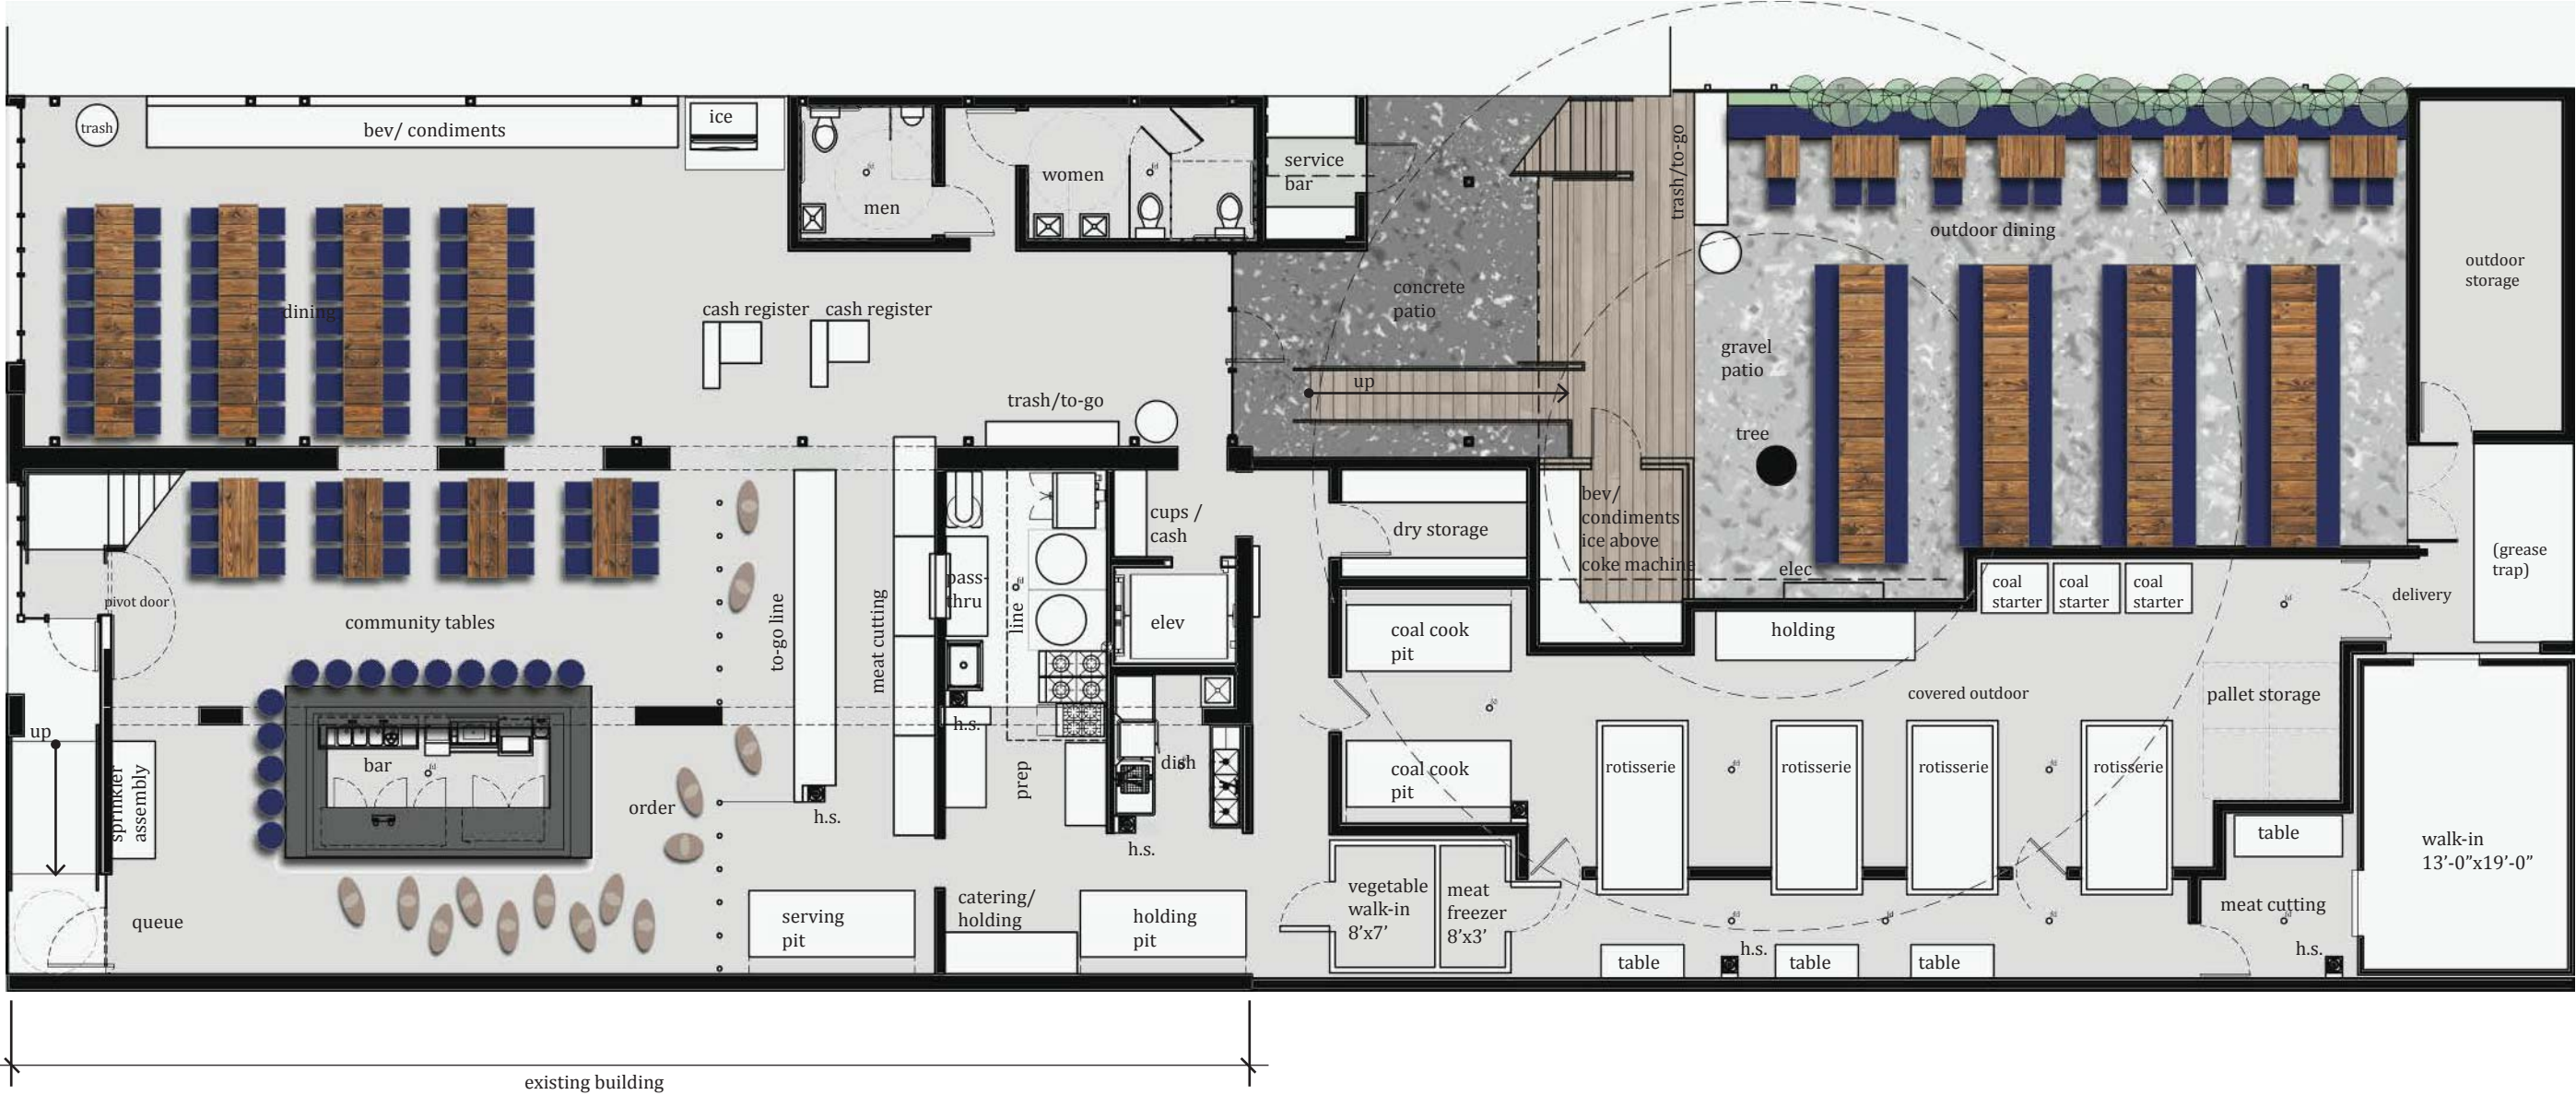 trash
bev/ condiments
ice
men
women
service
bar
trash/to-go
outdoor dining
outdoor
storage
dining
cash register
cash register
concrete
patio
gravel
patio
up
trash/to-go
tree
cups /
cash
dry storage
bev/
condiments
ice above
coke machine
elec
coal
starter
coal
starter
coal
starter
(grease
trap)
delivery
pivot door
community tables
to-go line
meat cutting
pass-
thru
line
elev
coal cook
pit
holding
covered outdoor
pallet storage
up
h.s.
sprinkler
assembly
bar
order
prep
dish
coal cook
pit
rotisserie
rotisserie
rotisserie
rotisserie
h.s.
h.s.
table
walk-in
13'-0"x19'-0"
queue
serving
pit
catering/
holding
holding
pit
vegetable
walk-in
8'x7'
meat
freezer
8'x3'
meat cutting
h.s.
h.s.
table
table
table
existing building